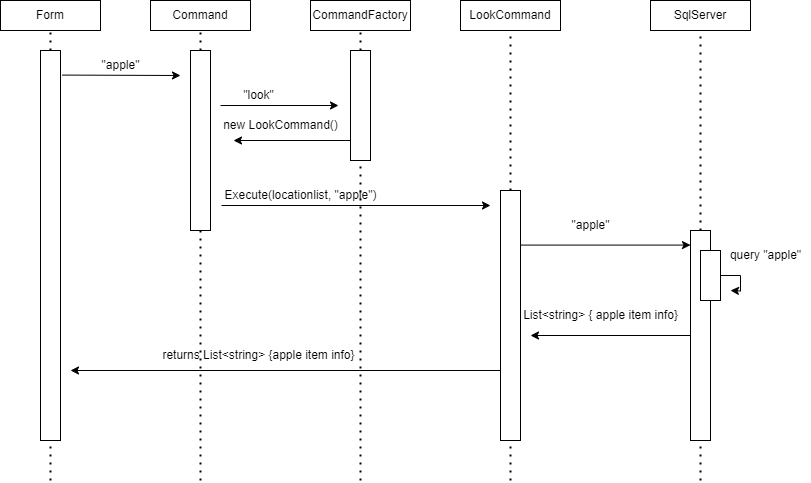 Form
Command
CommandFactory
LookCommand
SqlServer
"apple"
"look"
new LookCommand()
Execute(locationlist, "apple")
"apple"
query "apple"
List<string> { apple item info}
returns List<string> {apple item info}